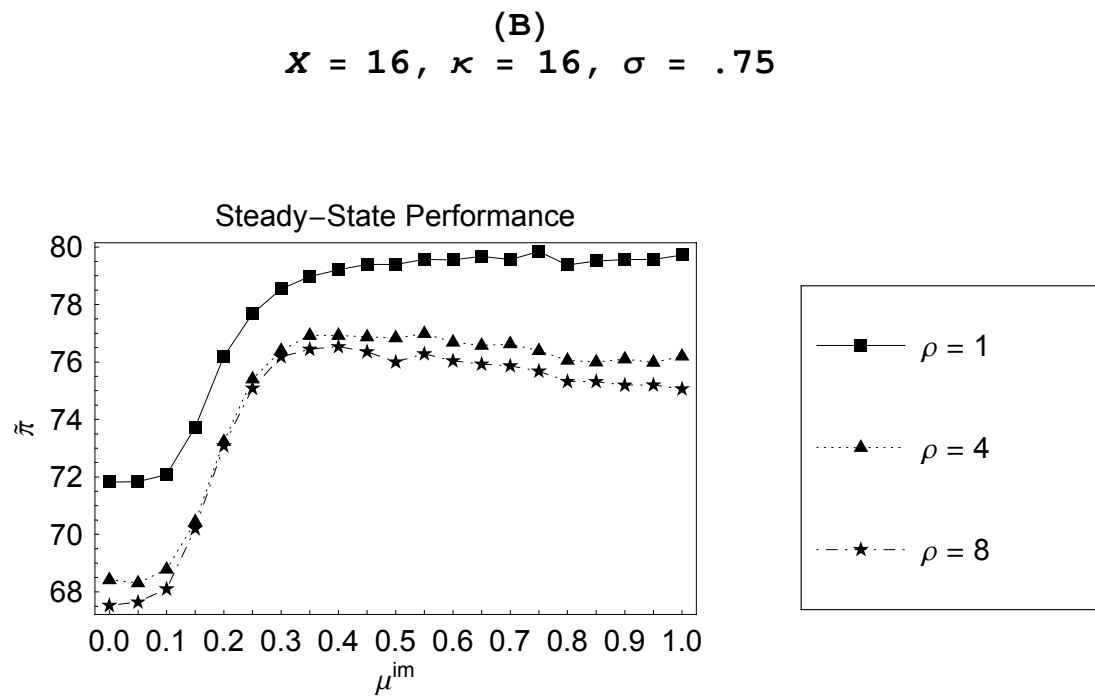 (B)
X = 16, κ = 16, σ = .75
Steady–State Performance
80
78
76
74
72
70
68
π̃
0.0 0.1 0.2 0.3 0.4 0.5 0.6 0.7 0.8 0.9 1.0
μ^im
ρ = 1
ρ = 4
ρ = 8